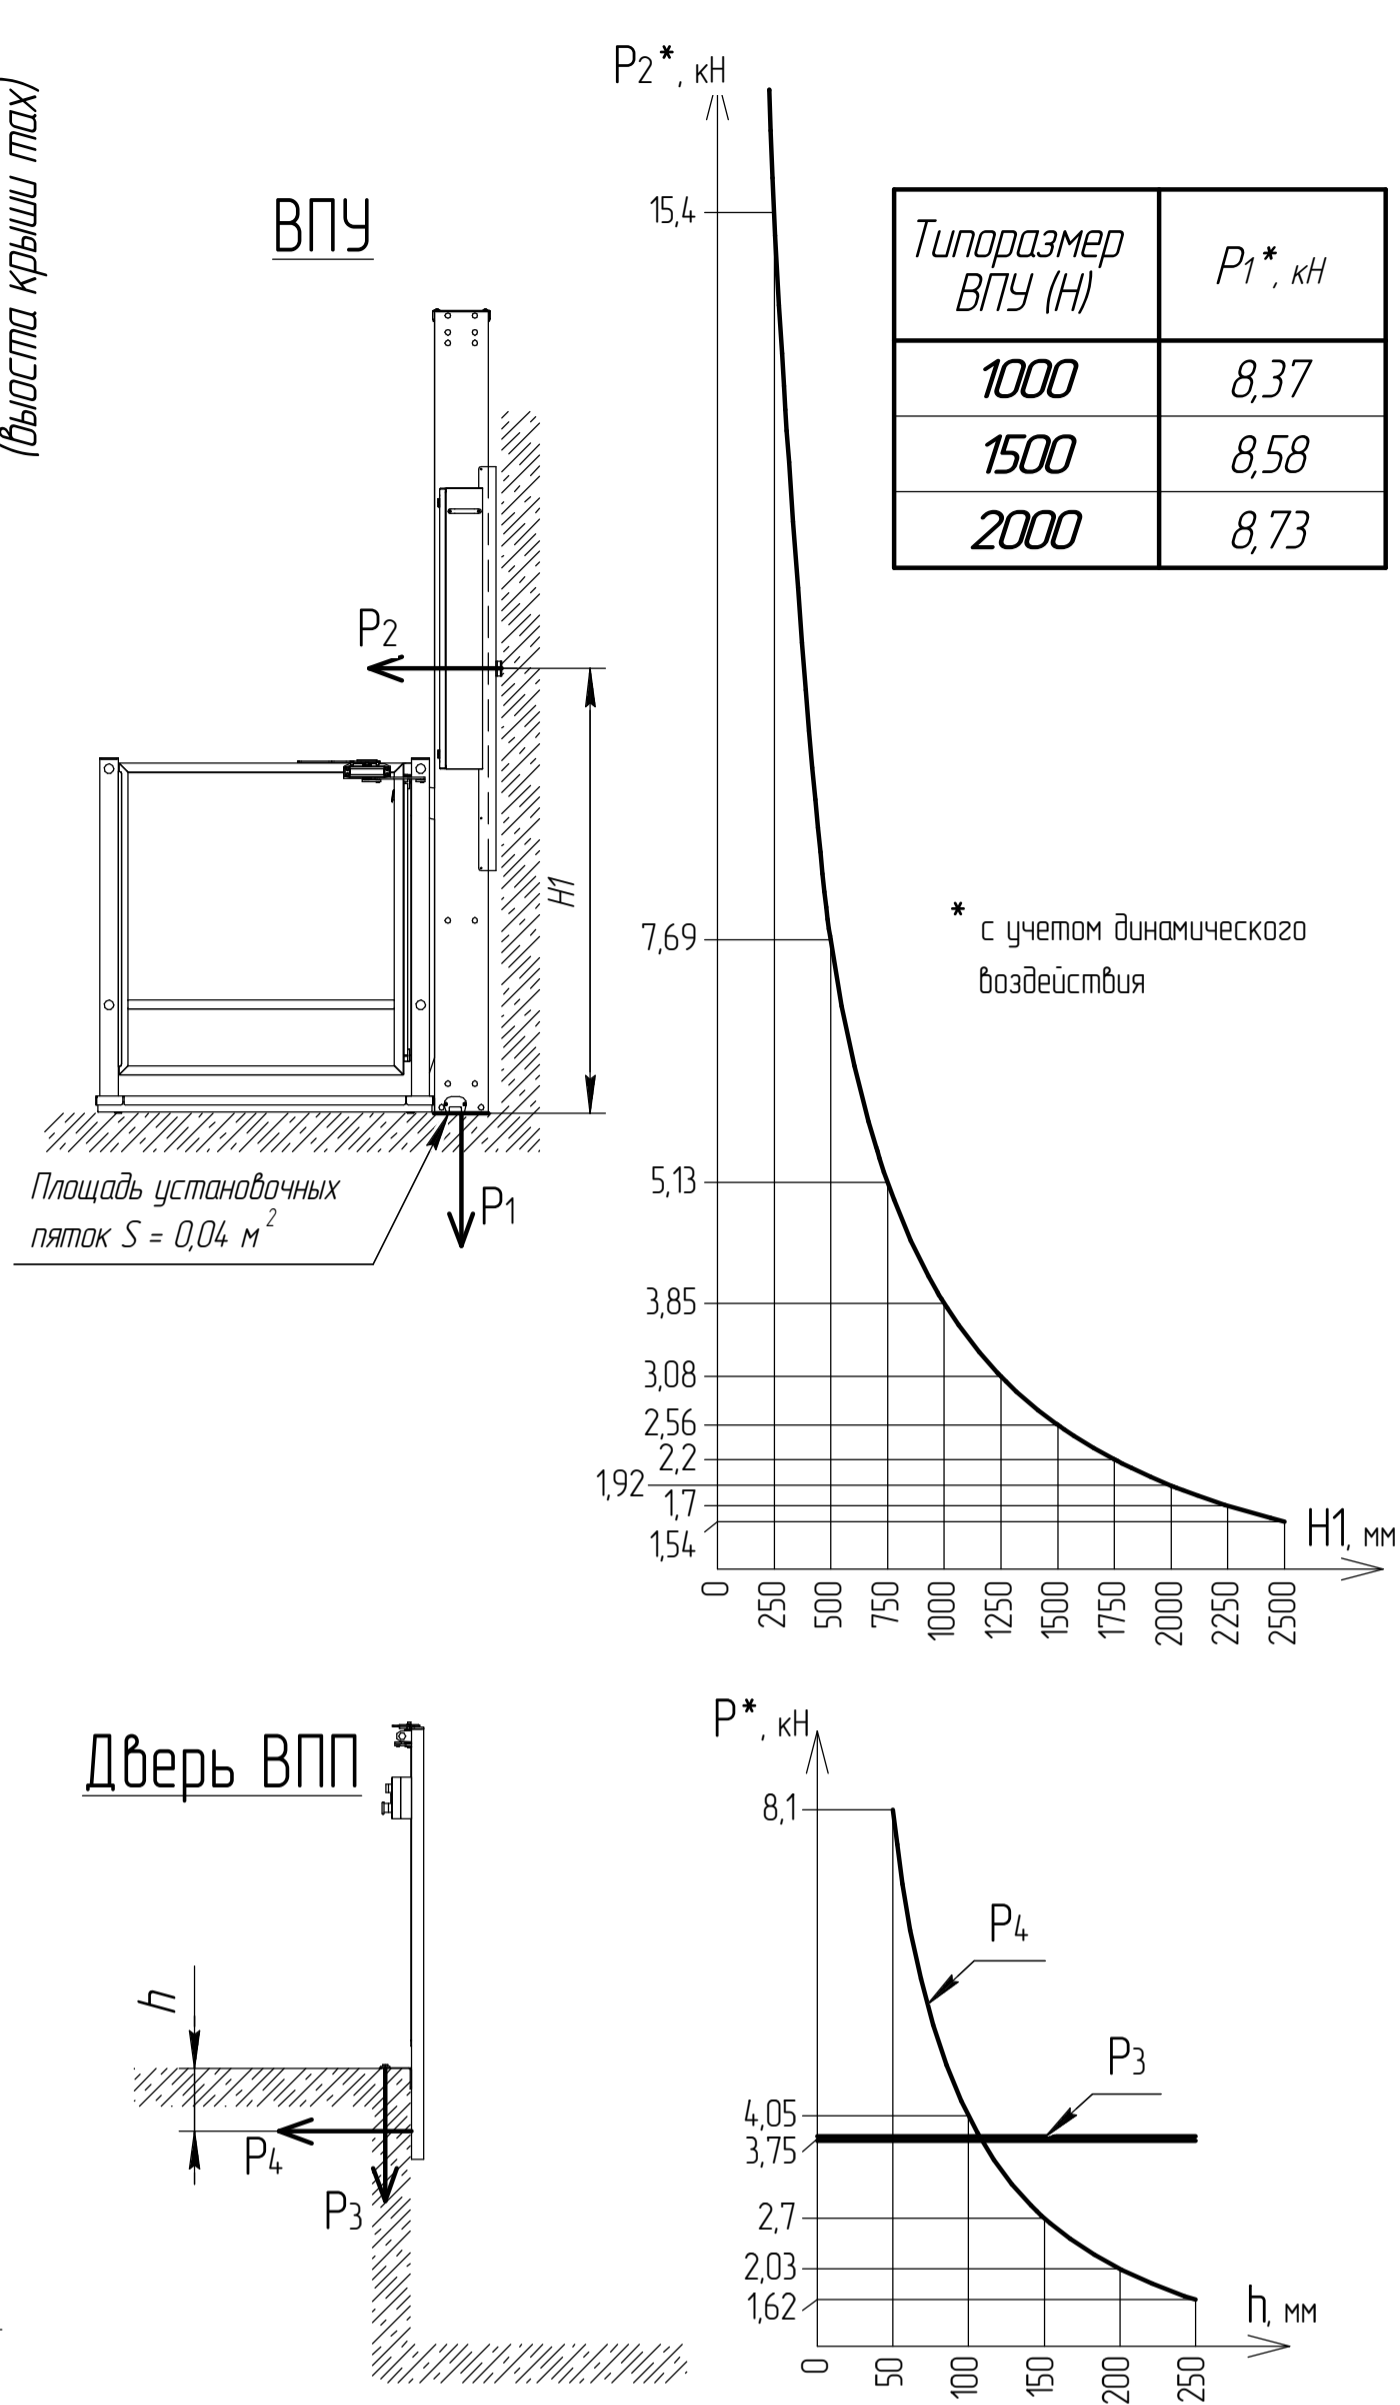 (выоста крыши max)
ВПУ
P2*, кН
15,4
7,69
5,13
3,85
3,08
2,56
2,2
1,92
1,7
1,54
0
250
500
750
1000
1250
1500
1750
2000
2250
2500
H1, мм
Типоразмер
ВПУ (Н)
P1*, кН
1000
8,37
1500
8,58
2000
8,73
* с учетом динамического
воздействия
P2
H1
P1
Площадь установочных
пяток S = 0,04 м²
Дверь ВПП
h
P4
P3
P*, кН
8,1
4,05
3,75
2,7
2,03
1,62
P4
P3
0
50
100
150
200
250
h, мм